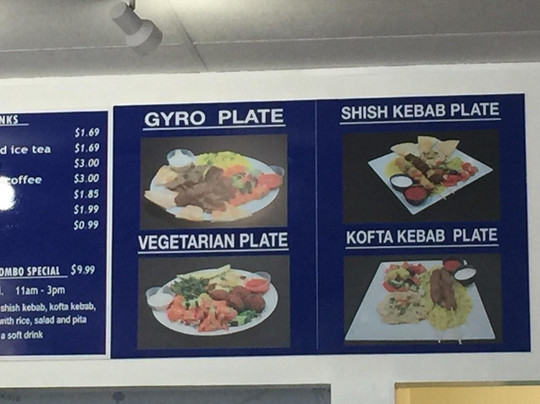 NKS
$1.69
d ice tea $1.69
$3.00
coffee $3.00
$1.85
$1.99
$0.99
OMBO SPECIAL $9.99
11am - 3pm
shish kebab, kofta kebab,
with rice, salad and pita
a soft drink
GYRO PLATE
VEGETARIAN PLATE
SHISH KEBAB PLATE
KOFTA KEBAB PLATE